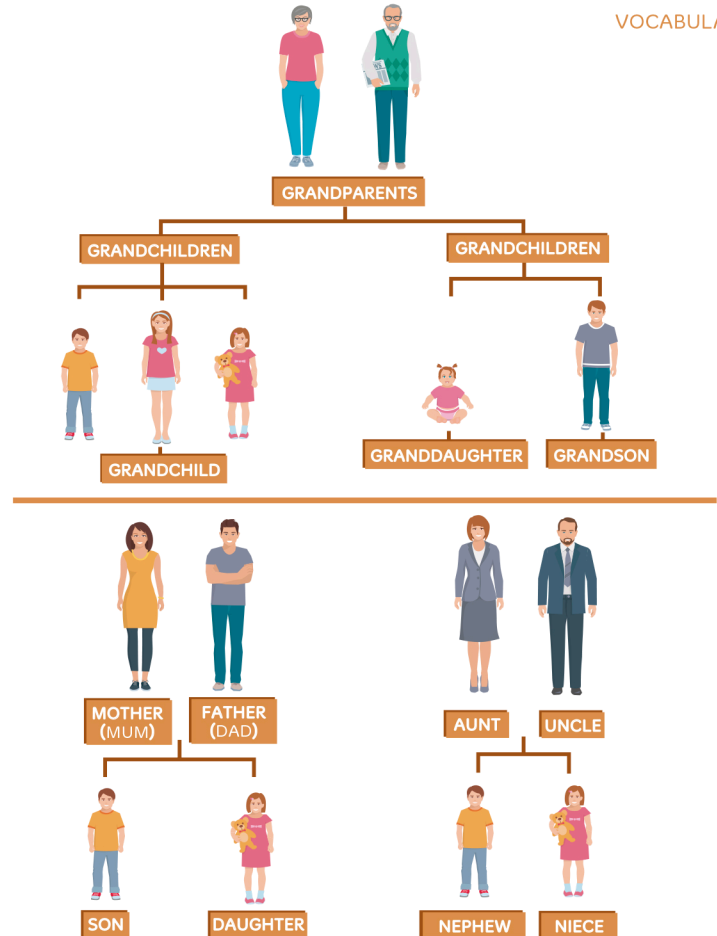 VOCABULA
GRANDPARENTS
GRANDCHILDREN
GRANDCHILDREN
GRANDCHILD
GRANDDAUGHTER
GRANDSON
MOTHER
(MUM)
FATHER
(DAD)
AUNT
UNCLE
SON
DAUGHTER
NEPHEW
NIECE